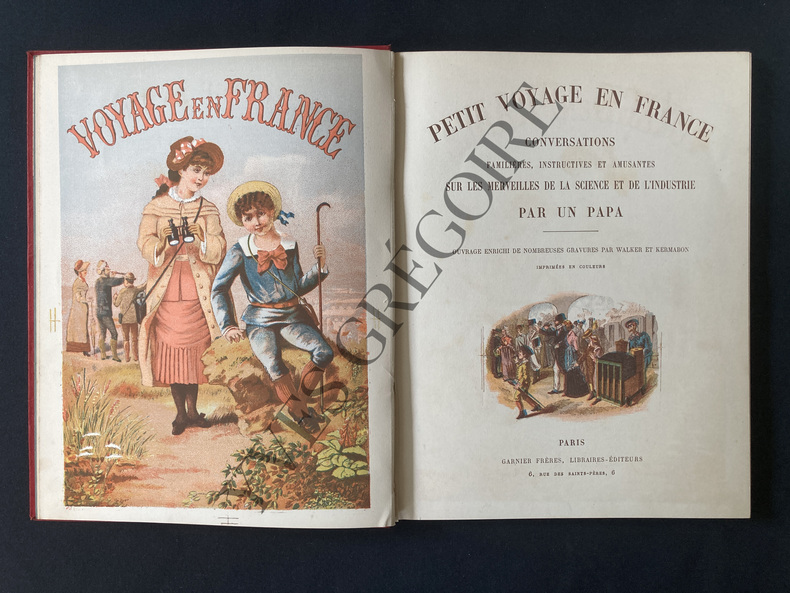 VOYAGE EN FRANCE
PETIT VOYAGE EN FRANCE
CONVERSATIONS
FAMILIÈRES, INSTRUCTIVES ET AMUSANTES
SUR LES MERVEILLES DE LA SCIENCE ET DE L'INDUSTRIE
PAR UN PAPA
OUVRAGE ENRICHI DE NOMBREUSES GRAVURES PAR WALKER ET KERMABON
IMPRIMÉES EN COULEURS
PARIS
GARNIER FRÈRES, LIBRAIRES-ÉDITEURS
6, RUE DES SAINTS-PÈRES, 6
YVES GRÉGOIRE